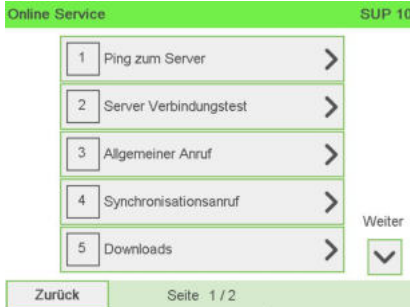 Online Service SUP 10
1 Ping zum Server
2 Server Verbindungstest
3 Allgemeiner Anruf
4 Synchronisationsanruf
5 Downloads
Weiter
Zurück Seite 1 / 2